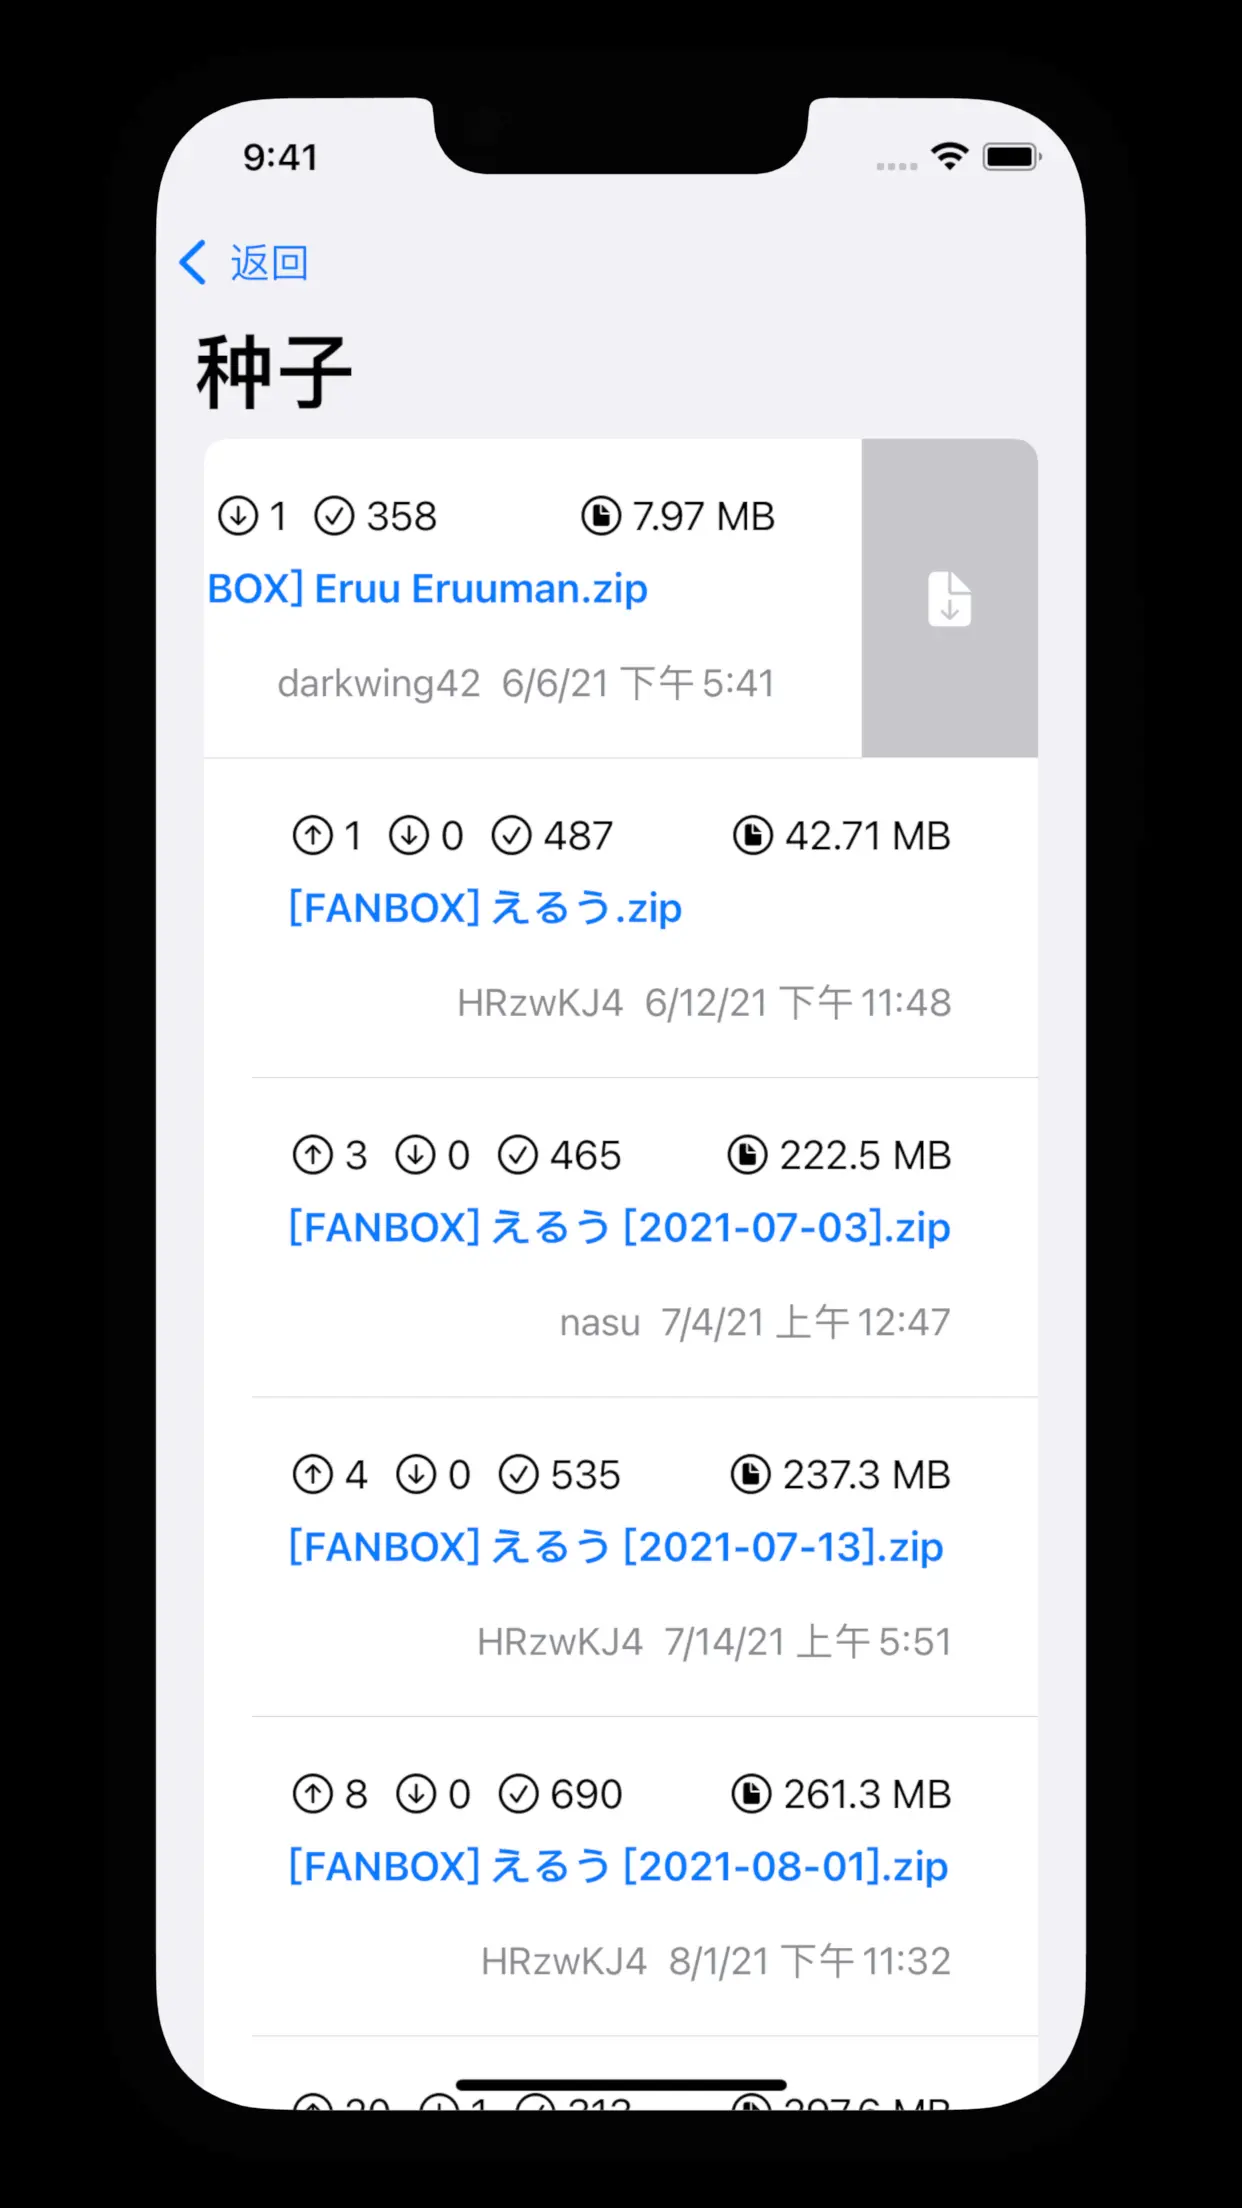 9:41
返回
种子
1 358 7.97 MB
BOX] Eruu Eruuman.zip
darkwing42 6/6/21 下午 5:41
1 0 487 42.71 MB
[FANBOX] えるう.zip
HRzwKJ4 6/12/21 下午 11:48
3 0 465 222.5 MB
[FANBOX] えるう [2021-07-03].zip
nasu 7/4/21 上午 12:47
4 0 535 237.3 MB
[FANBOX] えるう [2021-07-13].zip
HRzwKJ4 7/14/21 上午 5:51
8 0 690 261.3 MB
[FANBOX] えるう [2021-08-01].zip
HRzwKJ4 8/1/21 下午 11:32